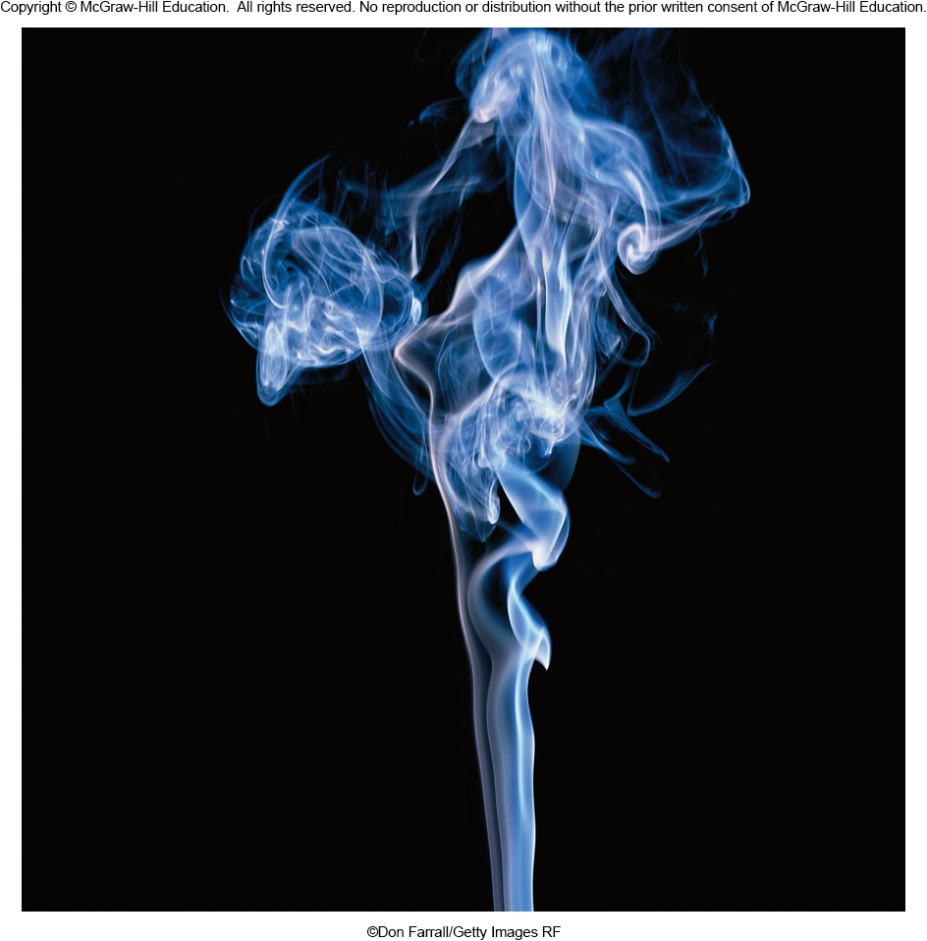 Copyright © McGraw-Hill Education.  All rights reserved. No reproduction or distribution without the prior written consent of McGraw-Hill Education.
©Don Farrall/Getty Images RF